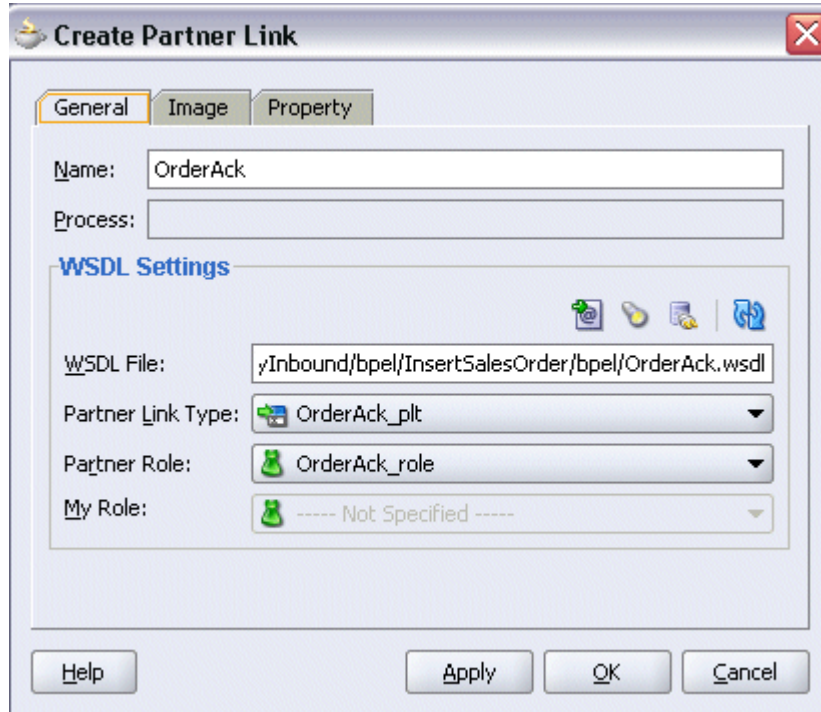 Create Partner Link
General Image Property
Name: OrderAck
Process:
WSDL Settings
WSDL File: yInbound/bpel/InsertSalesOrder/bpel/OrderAck.wsdl
Partner Link Type: OrderAck_plt
Partner Role: OrderAck_role
My Role: ----- Not Specified -----
Help Apply OK Cancel